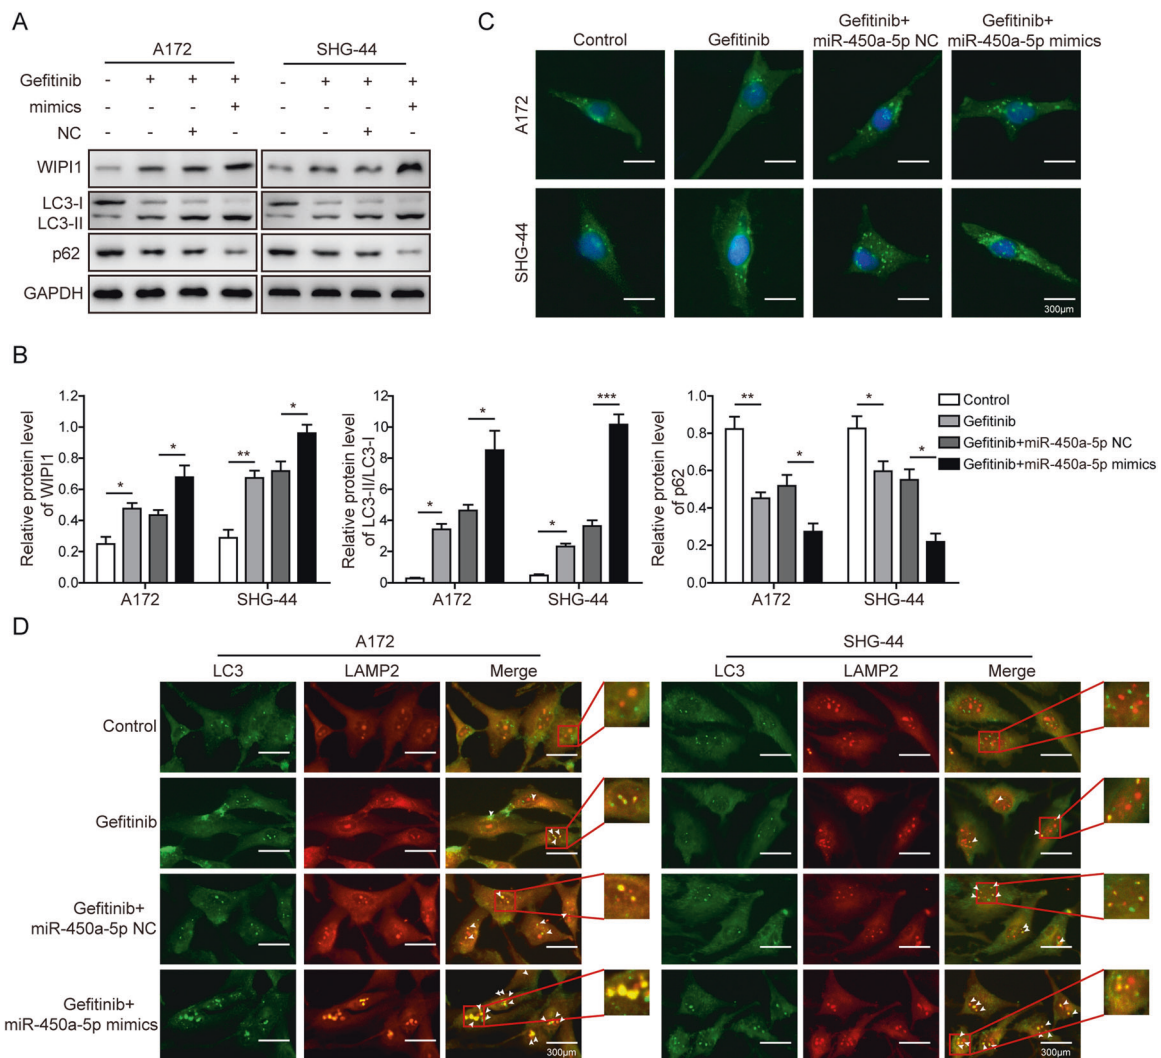 A
A172 SHG-44
Gefitinib - + + + - + + +
mimics - - - + - - - +
NC - - + - - - + -
WIPI1
LC3-I
LC3-II
p62
GAPDH
C
Control Gefitinib Gefitinib+ miR-450a-5p NC Gefitinib+ miR-450a-5p mimics
A172
SHG-44
300μm
B
Relative protein level of WIPI1
1.2
1.0
0.8
0.6
0.4
0.2
0.0
* ** * *
A172 SHG-44
Relative protein level of LC3-II/LC3-I
12
10
8
6
4
2
0
* * * ***
A172 SHG-44
Relative protein level of p62
1.0
0.8
0.6
0.4
0.2
0.0
** * * *
A172 SHG-44
Control
Gefitinib
Gefitinib+miR-450a-5p NC
Gefitinib+miR-450a-5p mimics
D
A172 SHG-44
LC3 LAMP2 Merge LC3 LAMP2 Merge
Control
Gefitinib
Gefitinib+
miR-450a-5p NC
Gefitinib+
miR-450a-5p mimics
300μm 300μm